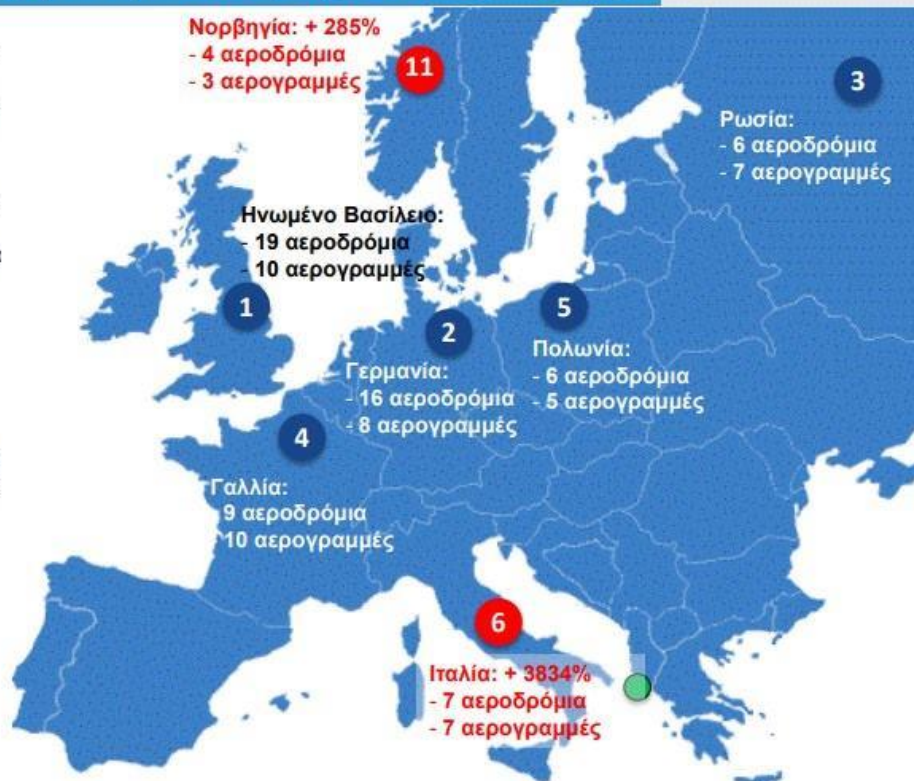 Νορβηγία: + 285%
- 4 αεροδρόμια
- 3 αερογραμμές
11
3
Ρωσία:
- 6 αεροδρόμια
- 7 αερογραμμές
Ηνωμένο Βασίλειο:
- 19 αεροδρόμια
- 10 αερογραμμές
1
2
5
Γερμανία:
- 16 αεροδρόμια
- 8 αερογραμμές
Πολωνία:
- 6 αεροδρόμια
- 5 αερογραμμές
4
Γαλλία:
9 αεροδρόμια
10 αερογραμμές
6
Ιταλία: + 3834%
- 7 αεροδρόμια
- 7 αερογραμμές